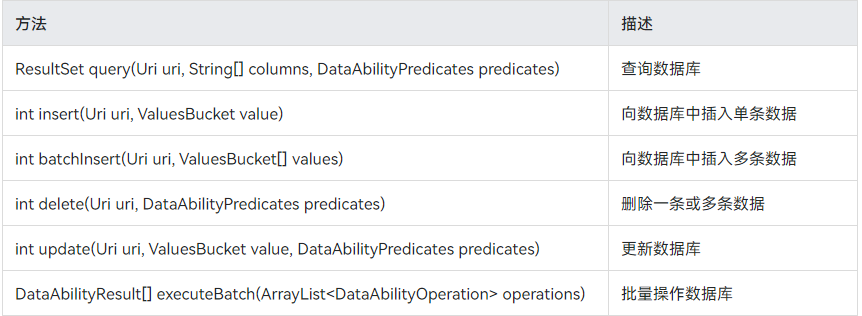 方法 描述
ResultSet query(Uri uri, String[] columns, DataAbilityPredicates predicates) 查询数据库
int insert(Uri uri, ValuesBucket value) 向数据库中插入单条数据
int batchInsert(Uri uri, ValuesBucket[] values) 向数据库中插入多条数据
int delete(Uri uri, DataAbilityPredicates predicates) 删除一条或多条数据
int update(Uri uri, ValuesBucket value, DataAbilityPredicates predicates) 更新数据库
DataAbilityResult[] executeBatch(ArrayList<DataAbilityOperation> operations) 批量操作数据库